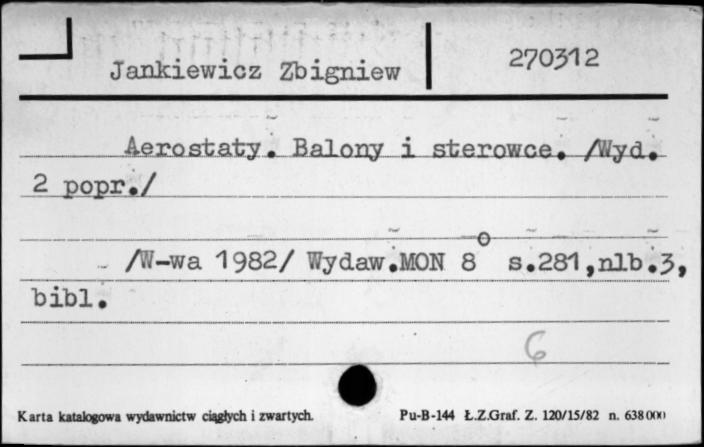 Jankiewicz Zbigniew 270312
Aerostaty. Balony i sterowce. /Wyd.
2 popr./
/W-wa 1982/ Wydaw.MON 8° s.281,nlb.3,
bibl.
6
Karta katalogowa wydawnictw ciągłych i zwartych. Pu-B-144 Ł.Z.Graf. Z. 120/15/82 n. 638000